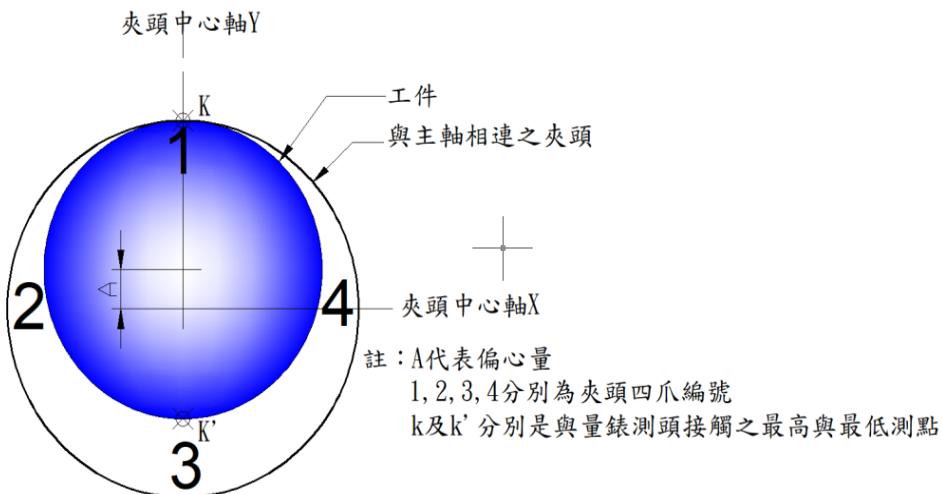 夾頭中心軸Y
K
工件
1
與主軸相連之夾頭
A
2
4
夾頭中心軸X
註：A代表偏心量
1,2,3,4分別為夾頭四爪編號
K'
k及k'分別是與量錶測頭接觸之最高與最低測點
3